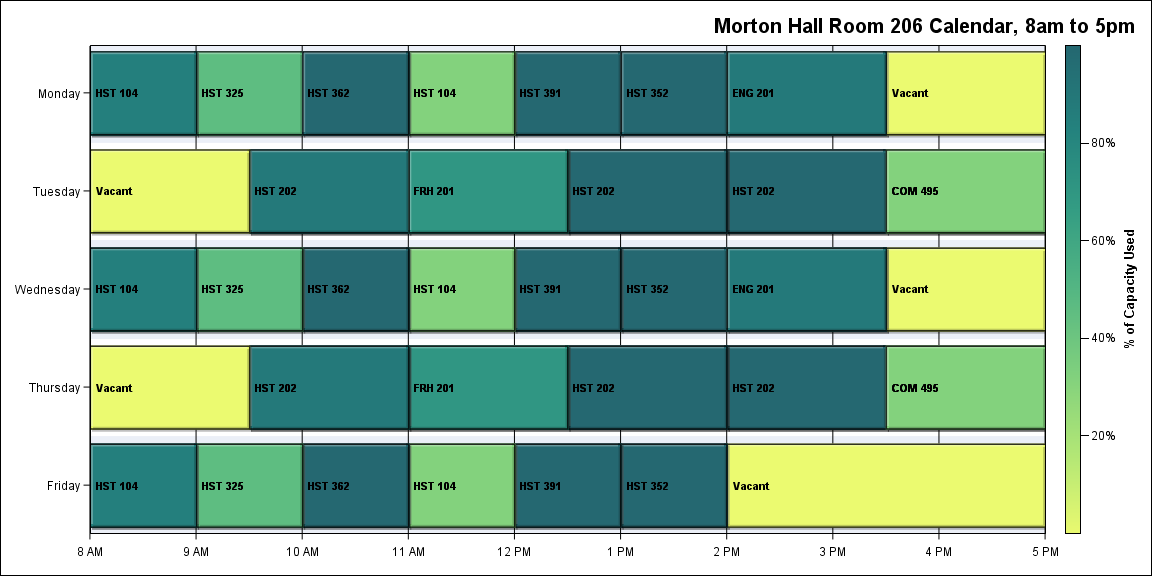 Morton Hall Room 206 Calendar, 8am to 5pm
Monday
HST 104
HST 325
HST 362
HST 104
HST 391
HST 352
ENG 201
Vacant
Tuesday
Vacant
HST 202
FRH 201
HST 202
HST 202
COM 495
Wednesday
HST 104
HST 325
HST 362
HST 104
HST 391
HST 352
ENG 201
Vacant
Thursday
Vacant
HST 202
FRH 201
HST 202
HST 202
COM 495
Friday
HST 104
HST 325
HST 362
HST 104
HST 391
HST 352
Vacant
8 AM
9 AM
10 AM
11 AM
12 PM
1 PM
2 PM
3 PM
4 PM
5 PM
80%
60%
40%
20%
% of Capacity Used